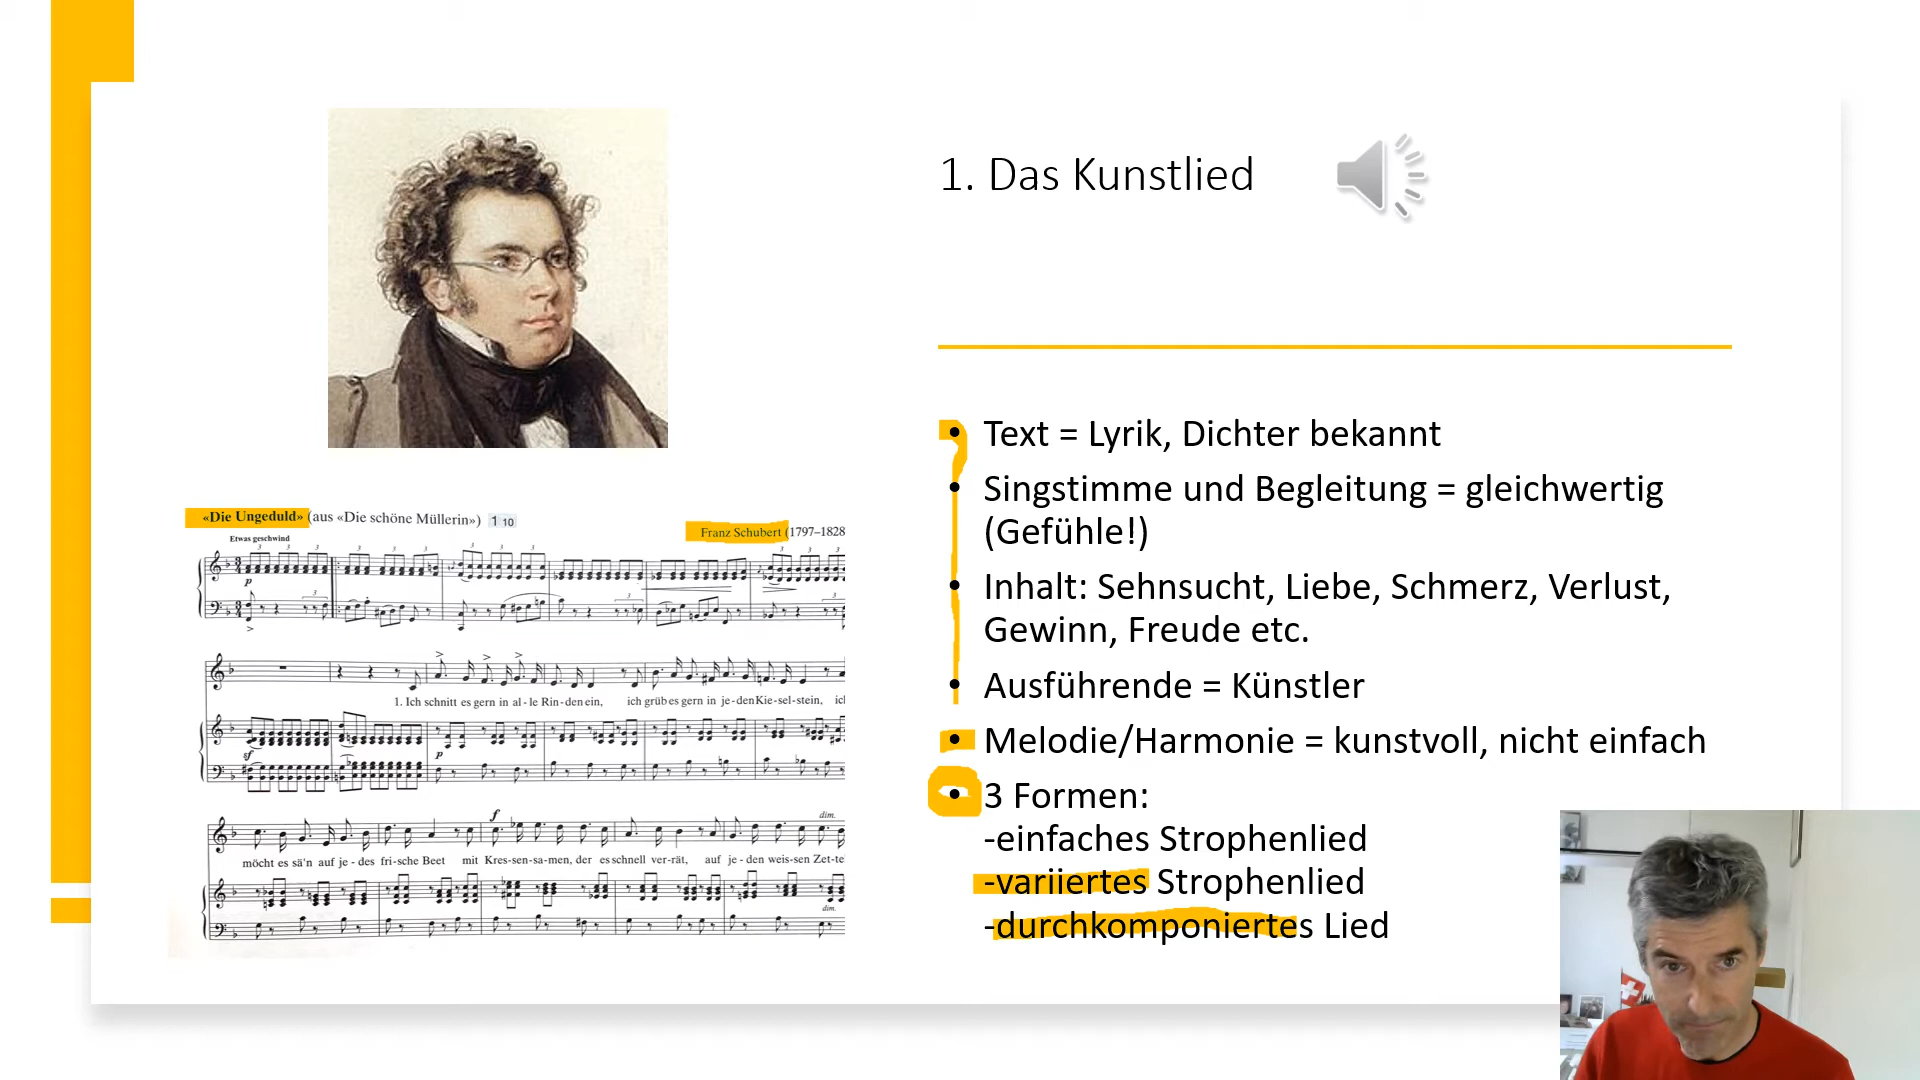 1. Das Kunstlied
«Die Ungeduld» (aus «Die schöne Müllerin») 1 10
Etwas geschwind
Franz Schubert (1797–1828
1. Ich schnitt es gern in al - le Rin - den ein, ich grüb es gern in je - den Kie - sel - stein, ich
möcht es sä'n auf je - des fri - sche Beet mit Kres - sen - sa - men, der es schnell ver - rät, auf je - den weis - sen Zet - te
• Text = Lyrik, Dichter bekannt
• Singstimme und Begleitung = gleichwertig
(Gefühle!)
• Inhalt: Sehnsucht, Liebe, Schmerz, Verlust,
Gewinn, Freude etc.
• Ausführende = Künstler
• Melodie/Harmonie = kunstvoll, nicht einfach
• 3 Formen:
-einfaches Strophenlied
-variiertes Strophenlied
-durchkomponiertes Lied